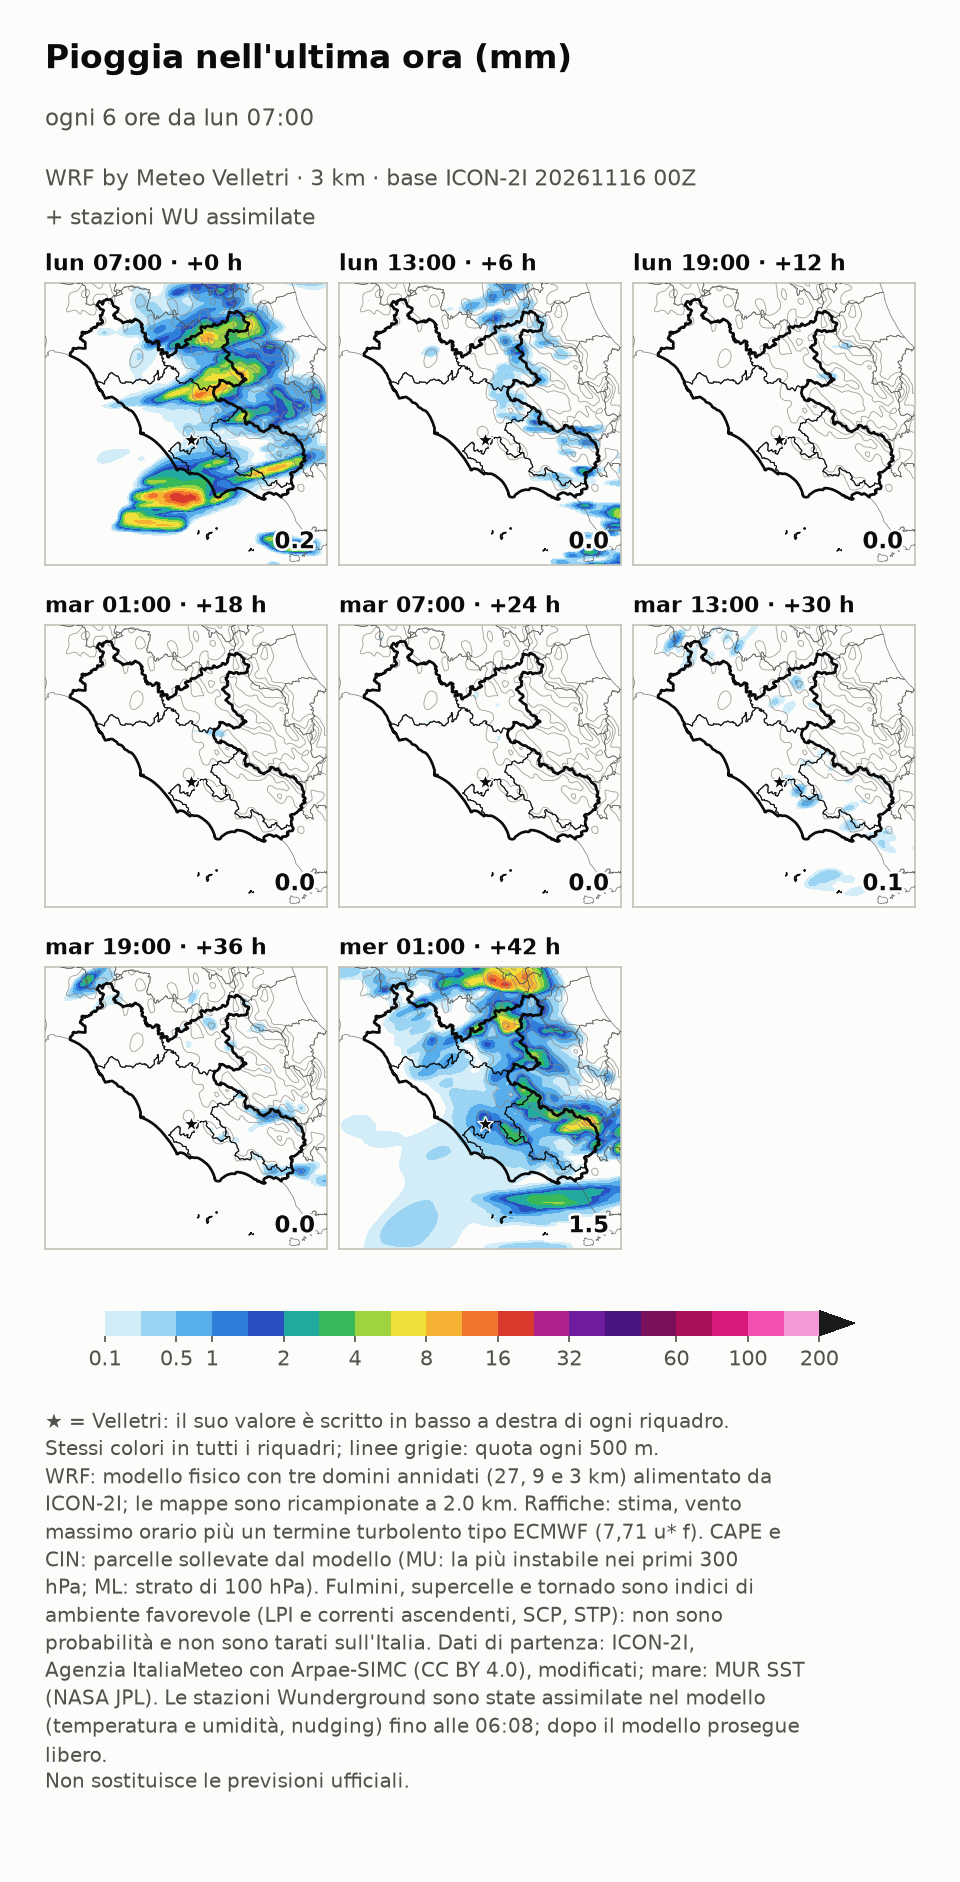 Pioggia nell'ultima ora (mm)
ogni 6 ore da lun 07:00
WRF by Meteo Velletri · 3 km · base ICON-2I 20261116 00Z
+ stazioni WU assimilate
lun 07:00 · +0 h
lun 13:00 · +6 h
lun 19:00 · +12 h
0.2
0.0
0.0
mar 01:00 · +18 h
mar 07:00 · +24 h
mar 13:00 · +30 h
0.0
0.0
0.1
mar 19:00 · +36 h
mer 01:00 · +42 h
0.0
1.5
0.1 0.5 1 2 4 8 16 32 60 100 200
★ = Velletri: il suo valore è scritto in basso a destra di ogni riquadro.
Stessi colori in tutti i riquadri; linee grigie: quota ogni 500 m.
WRF: modello fisico con tre domini annidati (27, 9 e 3 km) alimentato da
ICON-2I; le mappe sono ricampionate a 2.0 km. Raffiche: stima, vento
massimo orario più un termine turbolento tipo ECMWF (7,71 u* f). CAPE e
CIN: parcelle sollevate dal modello (MU: la più instabile nei primi 300
hPa; ML: strato di 100 hPa). Fulmini, supercelle e tornado sono indici di
ambiente favorevole (LPI e correnti ascendenti, SCP, STP): non sono
probabilità e non sono tarati sull'Italia. Dati di partenza: ICON-2I,
Agenzia ItaliaMeteo con Arpae-SIMC (CC BY 4.0), modificati; mare: MUR SST
(NASA JPL). Le stazioni Wunderground sono state assimilate nel modello
(temperatura e umidità, nudging) fino alle 06:08; dopo il modello prosegue
libero.
Non sostituisce le previsioni ufficiali.